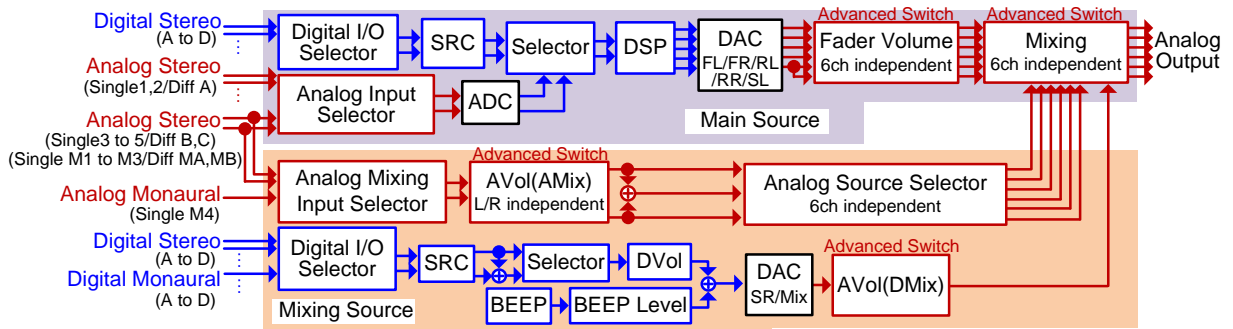 Digital Stereo
(A to D)
Analog Stereo
(Single1,2/Diff A)
Analog Stereo
(Single3 to 5/Diff B,C)
(Single M1 to M3/Diff MA,MB)
Analog Monaural
(Single M4)
Digital Stereo
(A to D)
Digital Monaural
(A to D)
Digital I/O
Selector
SRC
Selector
DSP
DAC
FL/FR/RL
/RR/SL
Advanced Switch
Fader Volume
6ch independent
Advanced Switch
Mixing
6ch independent
Analog
Output
Analog Input
Selector
ADC
Main Source
Analog Mixing
Input Selector
Advanced Switch
AVol(AMix)
L/R independent
Analog Source Selector
6ch independent
Digital I/O
Selector
SRC
Selector
DVol
BEEP
BEEP Level
DAC
SR/Mix
Advanced Switch
AVol(DMix)
Mixing Source